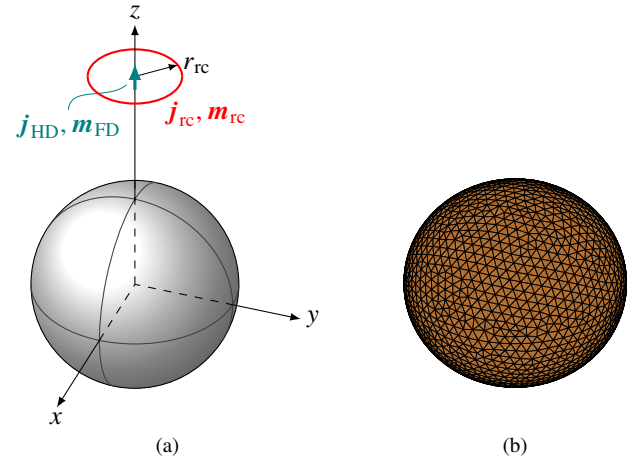 z
r_rc
j_HD, m_FD
j_rc, m_rc
y
x
(a)
(b)